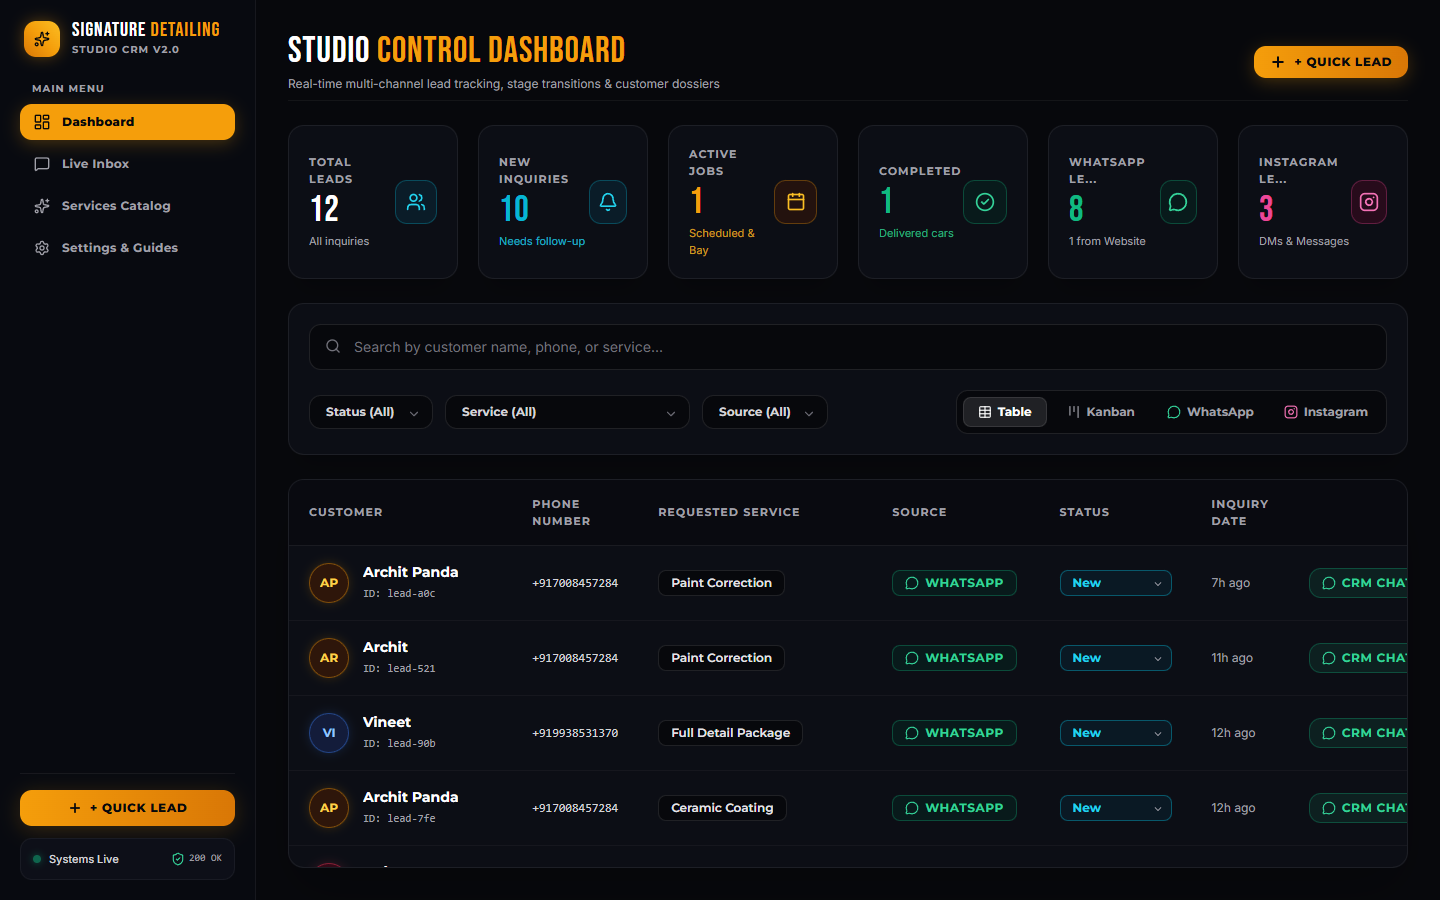 SIGNATURE DETAILING
STUDIO CRM V2.0
MAIN MENU
Dashboard
Live Inbox
Services Catalog
Settings & Guides
+ QUICK LEAD
Systems Live
200 OK
STUDIO CONTROL DASHBOARD
Real-time multi-channel lead tracking, stage transitions & customer dossiers
+ QUICK LEAD
TOTAL
LEADS
12
All inquiries
NEW
INQUIRIES
10
Needs follow-up
ACTIVE
JOBS
1
Scheduled &
Bay
COMPLETED
1
Delivered cars
WHATSAPP
LE...
8
1 from Website
INSTAGRAM
LE...
3
DMs & Messages
Search by customer name, phone, or service...
Status (All)
Service (All)
Source (All)
Table
Kanban
WhatsApp
Instagram
CUSTOMER
PHONE
NUMBER
REQUESTED SERVICE
SOURCE
STATUS
INQUIRY
DATE
AP
Archit Panda
ID: lead-a0c
+917008457284
Paint Correction
WHATSAPP
New
7h ago
CRM CHA
AR
Archit
ID: lead-521
+917008457284
Paint Correction
WHATSAPP
New
11h ago
CRM CHA
VI
Vineet
ID: lead-90b
+919938531370
Full Detail Package
WHATSAPP
New
12h ago
CRM CHA
AP
Archit Panda
ID: lead-7fe
+917008457284
Ceramic Coating
WHATSAPP
New
12h ago
CRM CHA